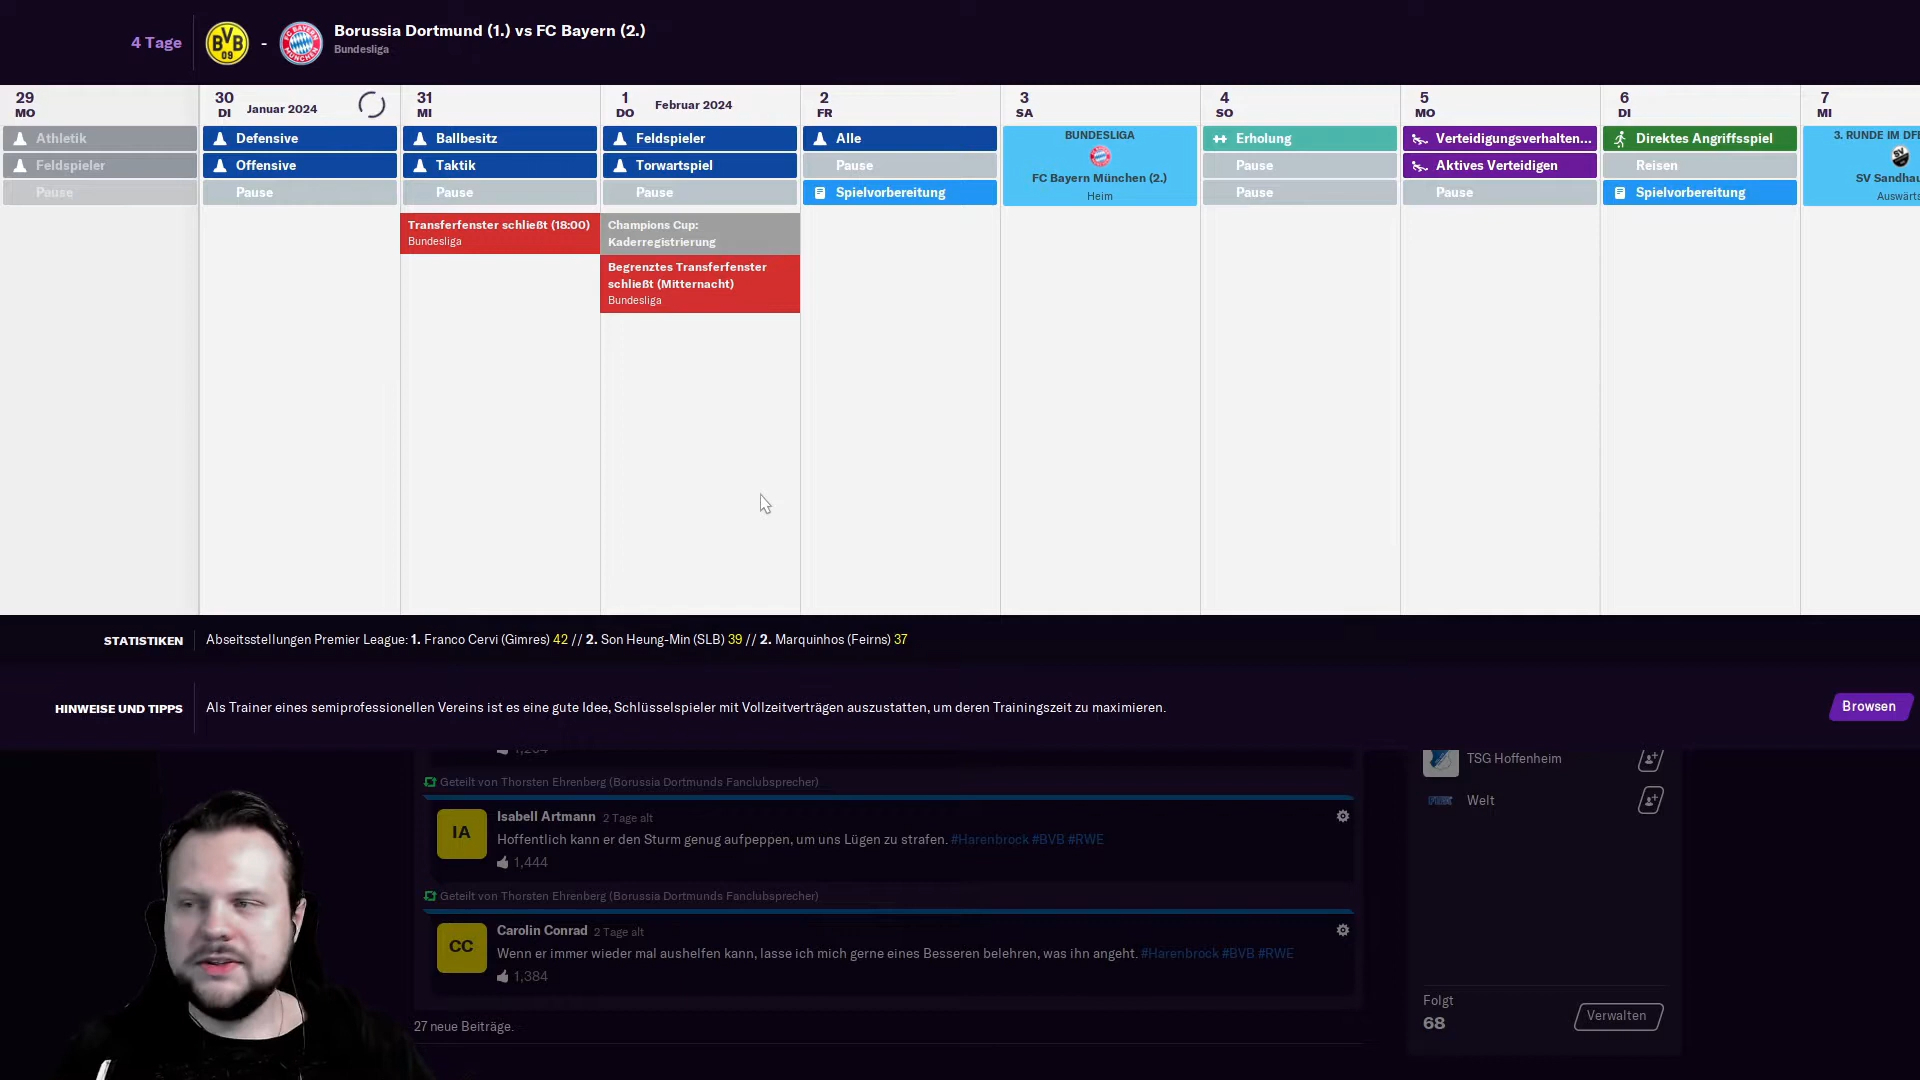 4 Tage
BVB 09
-
Borussia Dortmund (1.) vs FC Bayern (2.)
Bundesliga
29
MO
Athletik
Feldspieler
Pause
30
DI
Januar 2024
Defensive
Offensive
Pause
31
MI
Ballbesitz
Taktik
Pause
Transferfenster schließt (18:00)
Bundesliga
1
DO
Februar 2024
Feldspieler
Torwartspiel
Pause
Champions Cup:
Kaderregistrierung
Begrenztes Transferfenster
schließt (Mitternacht)
Bundesliga
2
FR
Alle
Pause
Spielvorbereitung
3
SA
BUNDESLIGA
FC Bayern München (2.)
Heim
4
SO
Erholung
Pause
Pause
5
MO
Verteidigungsverhalten...
Aktives Verteidigen
Pause
6
DI
Direktes Angriffsspiel
Reisen
Spielvorbereitung
7
MI
3. RUNDE IM DF
SV Sandhau
Auswärts
STATISTIKEN
Abseitsstellungen Premier League: 1. Franco Cervi (Gimres) 42 // 2. Son Heung-Min (SLB) 39 // 2. Marquinhos (Feirns) 37
HINWEISE UND TIPPS
Als Trainer eines semiprofessionellen Vereins ist es eine gute Idee, Schlüsselspieler mit Vollzeitverträgen auszustatten, um deren Trainingszeit zu maximieren.
Browsen
Geteilt von Thorsten Ehrenberg (Borussia Dortmunds Fanclubsprecher)
IA
Isabell Artmann 2 Tage alt
Hoffentlich kann er den Sturm genug aufpeppen, um uns Lügen zu strafen. #Harenbrock #BVB #RWE
1,444
Geteilt von Thorsten Ehrenberg (Borussia Dortmunds Fanclubsprecher)
CC
Carolin Conrad 2 Tage alt
Wenn er immer wieder mal aushelfen kann, lasse ich mich gerne eines Besseren belehren, was ihn angeht. #Harenbrock #BVB #RWE
1,384
27 neue Beiträge.
TSG Hoffenheim
Welt
Folgt
68
Verwalten